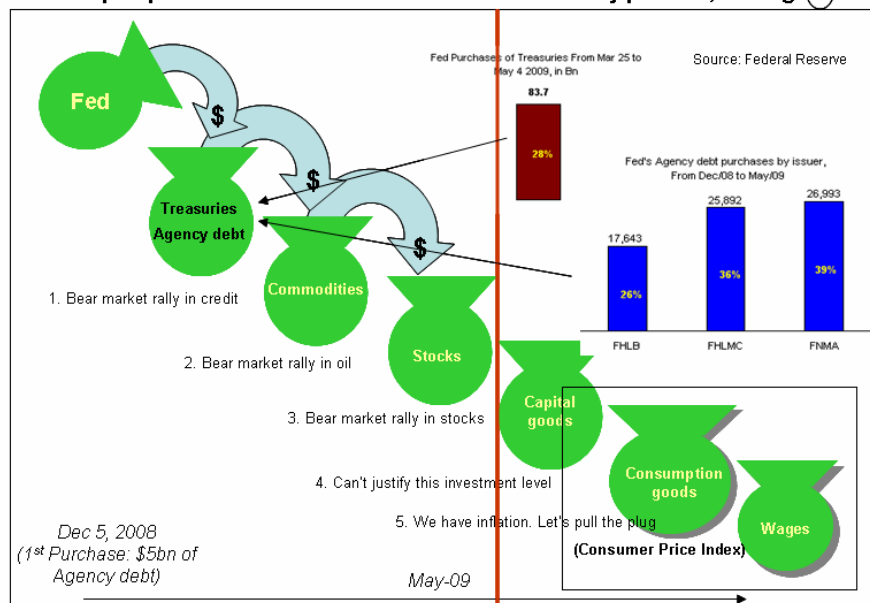 Fed Purchases of Treasuries From Mar 25 to
May 4 2009, in Bn
Source: Federal Reserve
83.7
28%
Fed
$
$
$
Treasuries
Agency debt
Commodities
Stocks
Capital
goods
Consumption
goods
Wages
(Consumer Price Index)
Fed's Agency debt purchases by issuer,
From Dec/08 to May/09
17,643
25,892
26,993
26%
36%
39%
FHLB
FHLMC
FNMA
1. Bear market rally in credit
2. Bear market rally in oil
3. Bear market rally in stocks
4. Can't justify this investment level
5. We have inflation. Let's pull the plug
Dec 5, 2008
(1st Purchase: $5bn of
Agency debt)
May-09